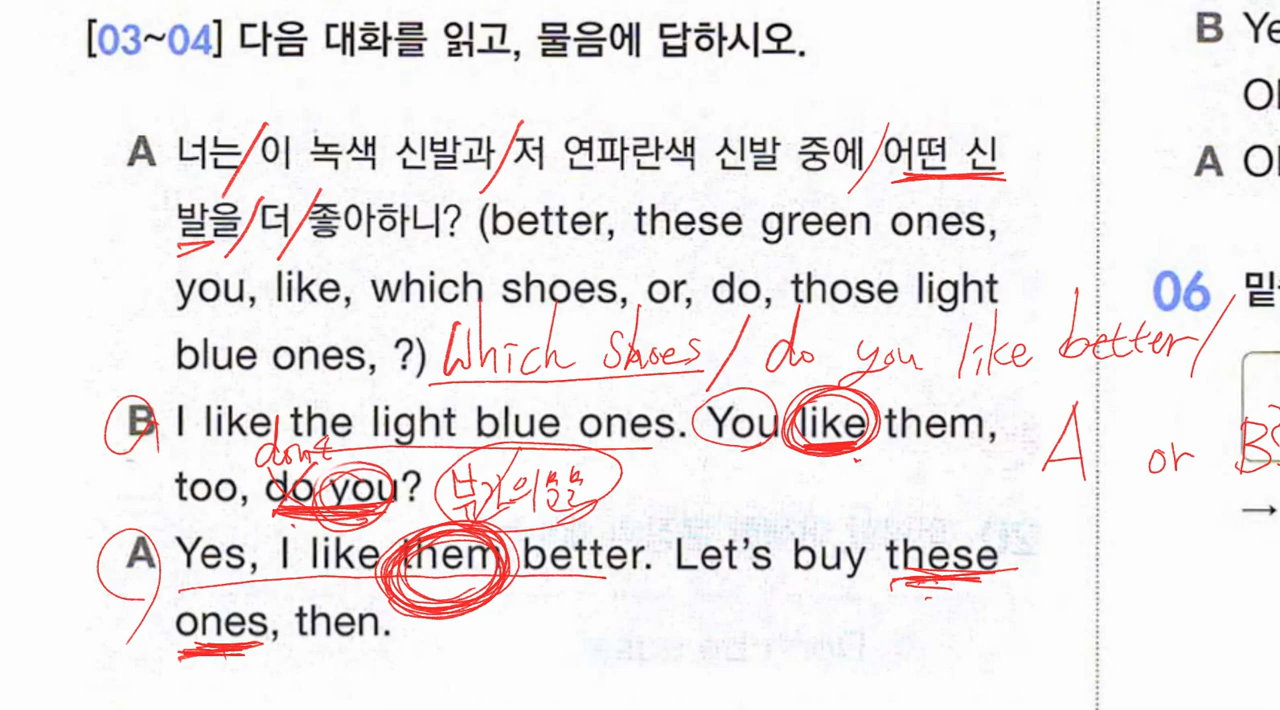 [03~04] 다음 대화를 읽고, 물음에 답하시오.
A 너는 이 녹색 신발과 저 연파란색 신발 중에 어떤 신
발을 더 좋아하니? (better, these green ones,
you, like, which shoes, or, do, those light
blue ones, ?) Which shoes / do you like better /
A or B?
B I like the light blue ones. You like them,
don't
too, do you? 부가의문문
A Yes, I like them better. Let's buy these
ones, then.
B Ye
Ol
A Ol
06 밑
→